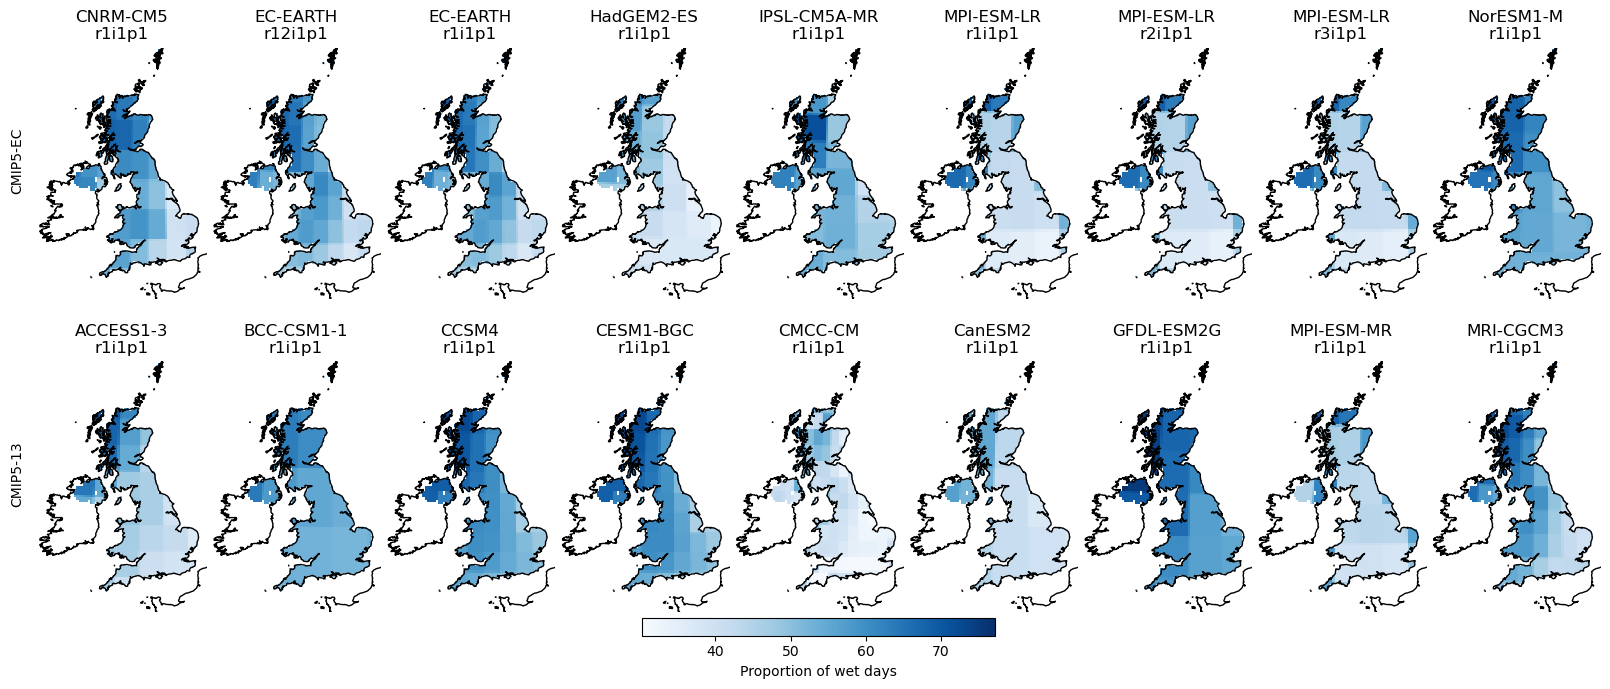 CNRM-CM5
r1i1p1
EC-EARTH
r12i1p1
EC-EARTH
r1i1p1
HadGEM2-ES
r1i1p1
IPSL-CM5A-MR
r1i1p1
MPI-ESM-LR
r1i1p1
MPI-ESM-LR
r2i1p1
MPI-ESM-LR
r3i1p1
NorESM1-M
r1i1p1
CMIP5-EC
ACCESS1-3
r1i1p1
BCC-CSM1-1
r1i1p1
CCSM4
r1i1p1
CESM1-BGC
r1i1p1
CMCC-CM
r1i1p1
CanESM2
r1i1p1
GFDL-ESM2G
r1i1p1
MPI-ESM-MR
r1i1p1
MRI-CGCM3
r1i1p1
CMIP5-13
40 50 60 70
Proportion of wet days